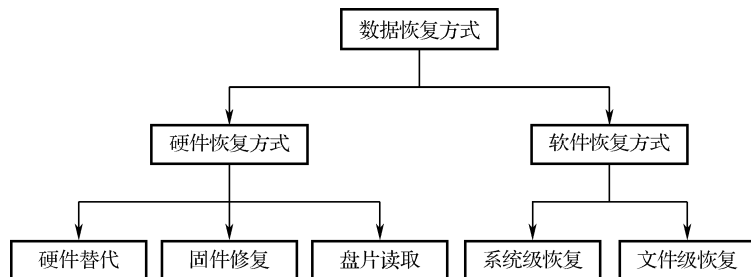 数据恢复方式
硬件恢复方式
软件恢复方式
硬件替代
固件修复
盘片读取
系统级恢复
文件级恢复